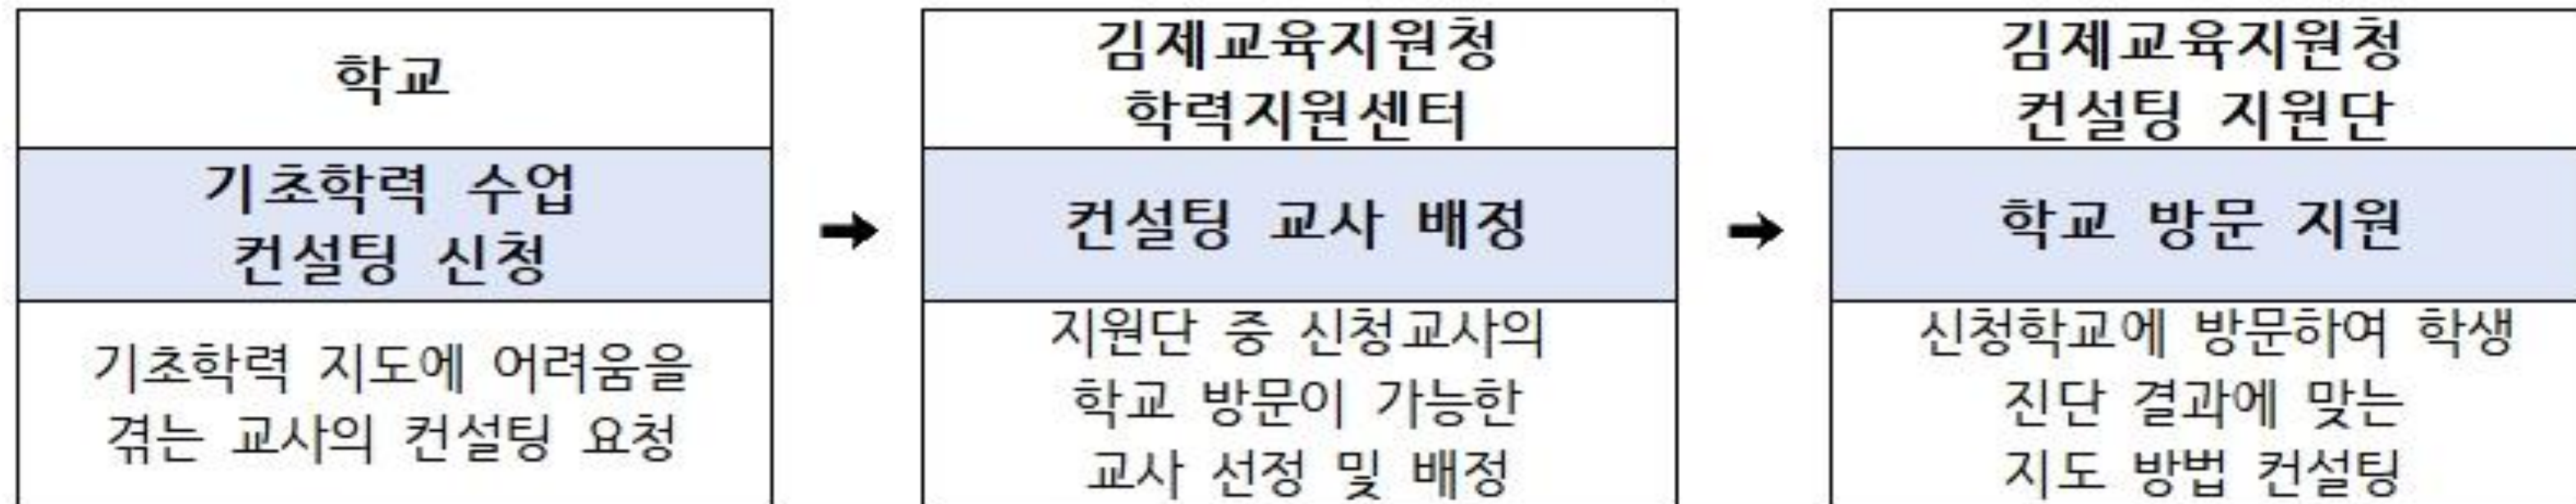 학교
기초학력 수업
컨설팅 신청
기초학력 지도에 어려움을
겪는 교사의 컨설팅 요청
➡
김제교육지원청
학력지원센터
컨설팅 교사 배정
지원단 중 신청교사의
학교 방문이 가능한
교사 선정 및 배정
➡
김제교육지원청
컨설팅 지원단
학교 방문 지원
신청학교에 방문하여 학생
진단 결과에 맞는
지도 방법 컨설팅